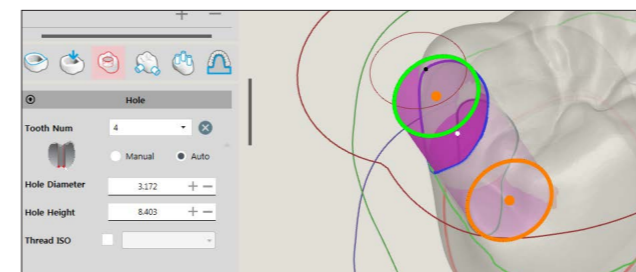 Hole
Tooth Num 4
Manual Auto
Hole Diameter 3.172
Hole Height 8.403
Thread ISO